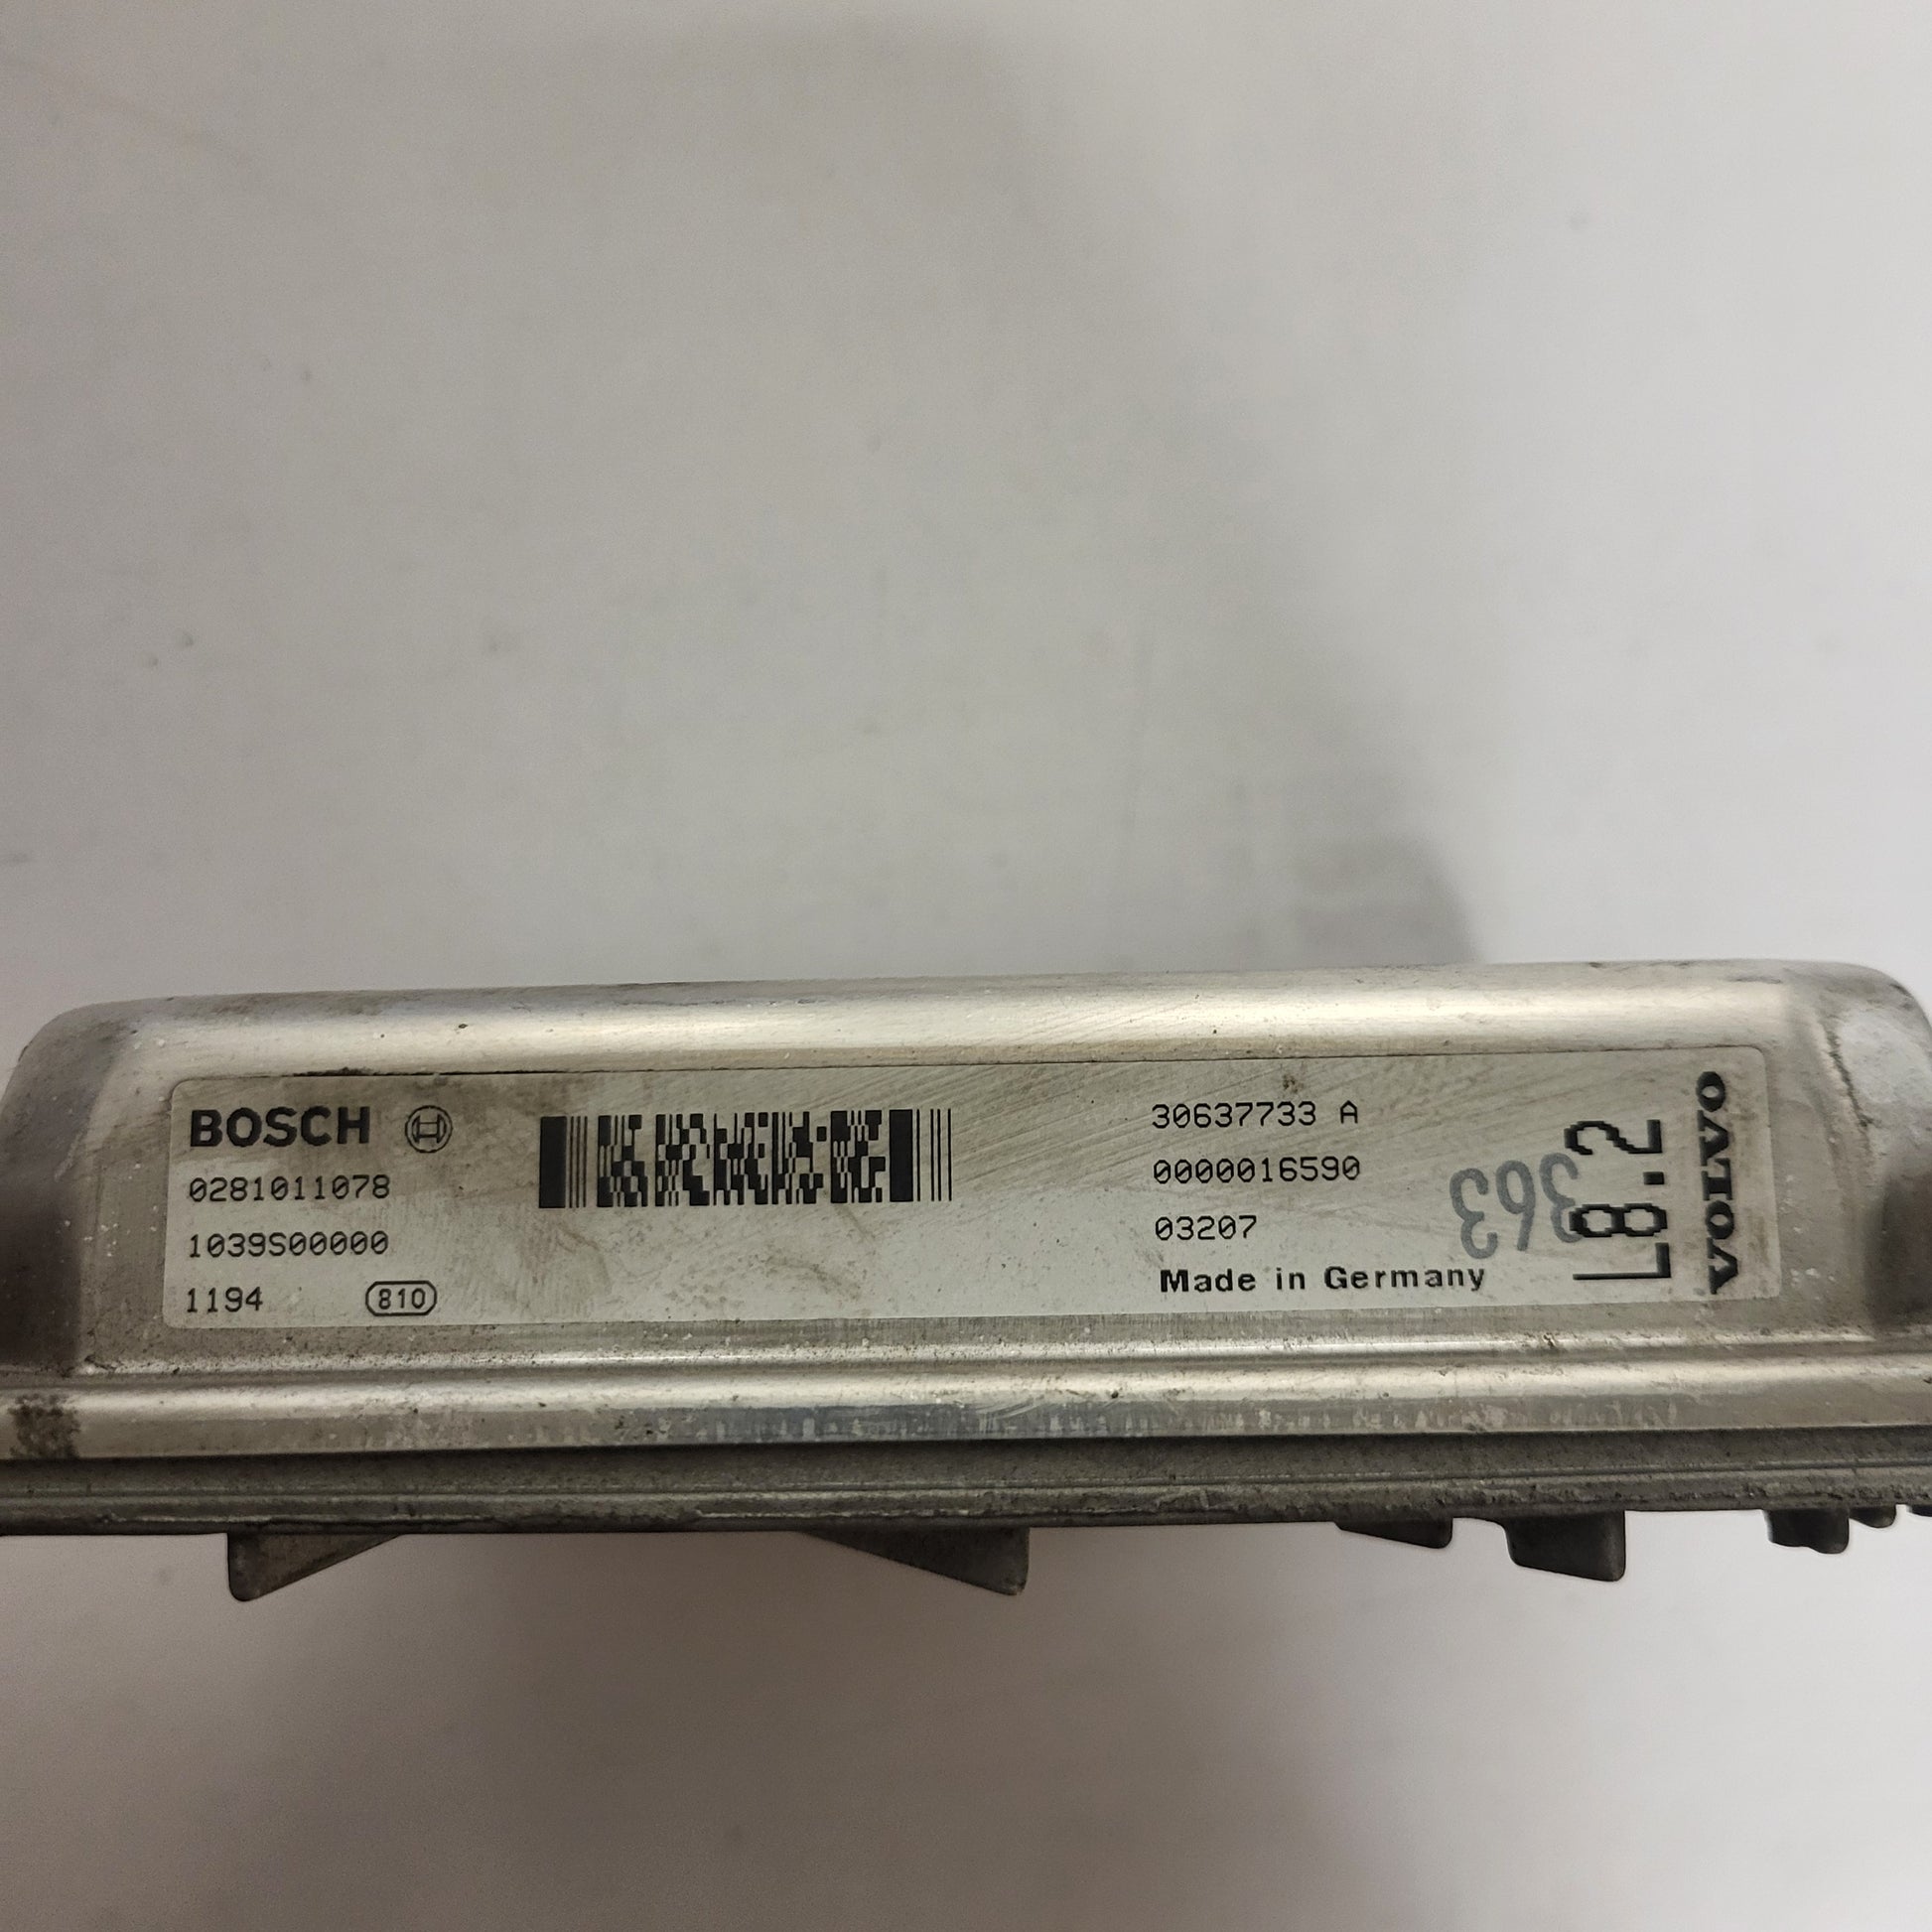 BOSCH
0281011078
1039S00000
1194 810
30637733 A
0000016590
03207
Made in Germany
363
L8.2
VOLVO